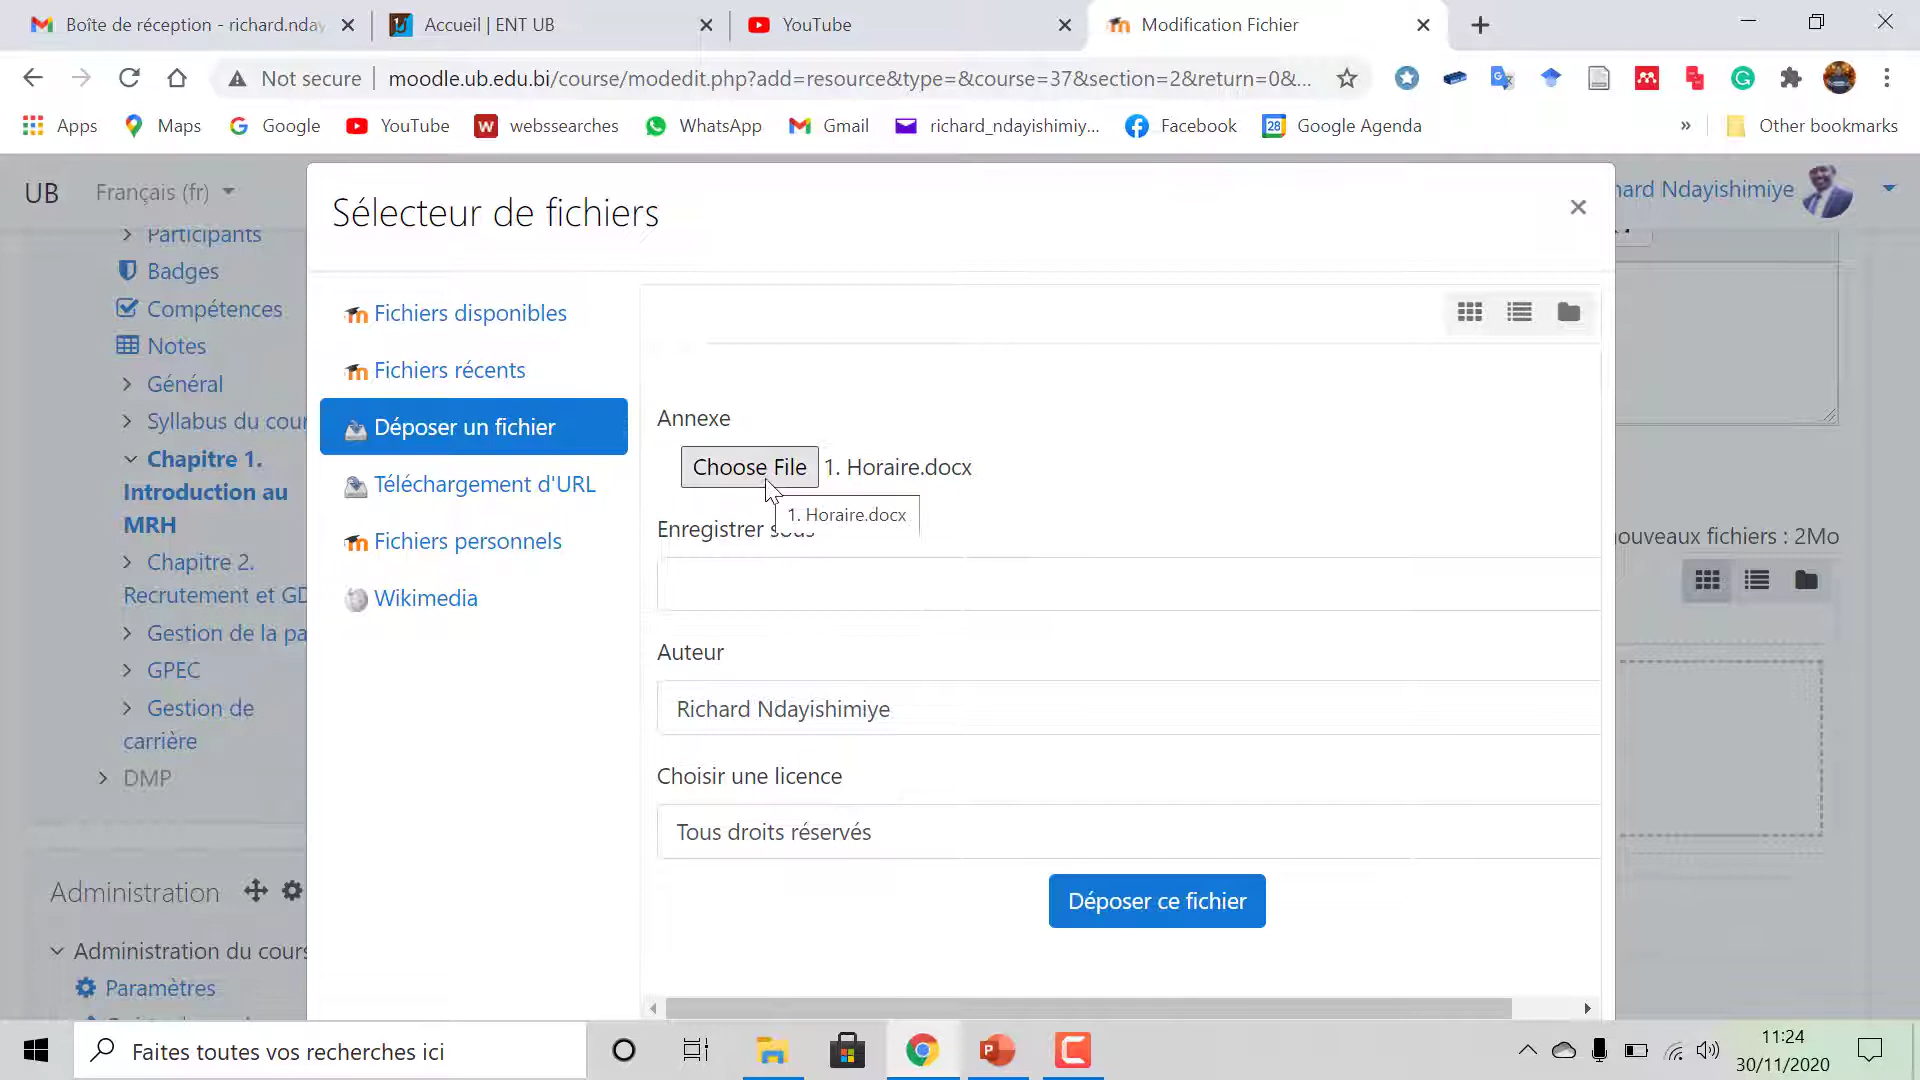 Boîte de réception - richard.nday
Accueil | ENT UB
YouTube
Modification Fichier
Not secure
moodle.ub.edu.bi/course/modedit.php?add=resource&type=&course=37&section=2&return=0&...
Apps
Maps
Google
YouTube
webssearches
WhatsApp
Gmail
richard_ndayishimiy...
Facebook
Google Agenda
» Other bookmarks
UB
Français (fr)
hard Ndayishimiye
Sélecteur de fichiers
Participants
Badges
Compétences
Notes
Général
Syllabus du cour
Chapitre 1.
Introduction au
MRH
Chapitre 2.
Recrutement et GD
Gestion de la pa
GPEC
Gestion de
carrière
DMP
Administration
Administration du cours
Paramètres
Fichiers disponibles
Fichiers récents
Déposer un fichier
Téléchargement d'URL
Fichiers personnels
Wikimedia
Annexe
Choose File 1. Horaire.docx
1. Horaire.docx
Enregistrer sous
Auteur
Richard Ndayishimiye
Choisir une licence
Tous droits réservés
Déposer ce fichier
ouveaux fichiers : 2Mo
Faites toutes vos recherches ici
11:24
30/11/2020